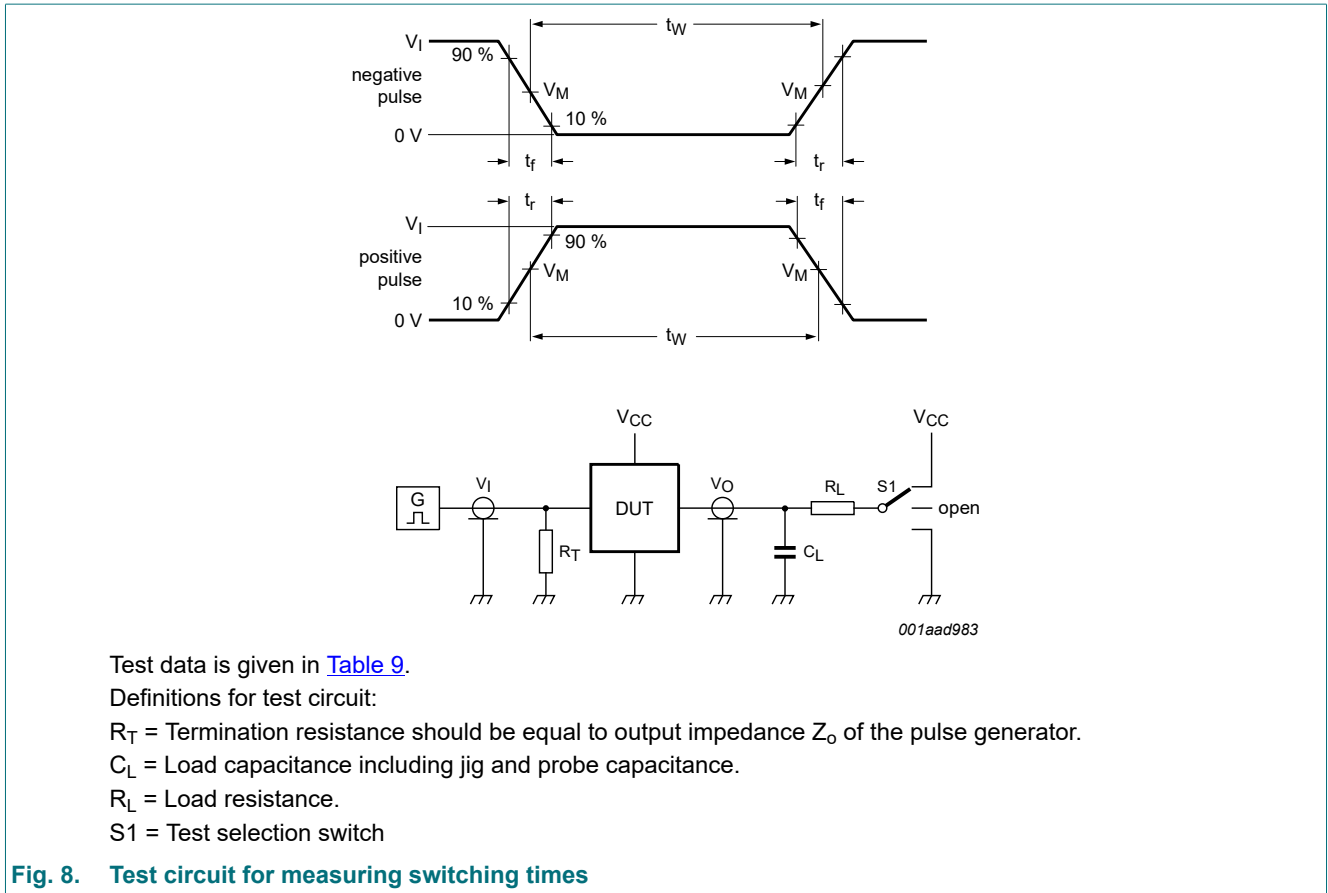 tW
VI
90 %
negative
pulse
VM
VM
10 %
0 V
tf
tr
tr
tf
VI
90 %
positive
pulse
VM
VM
10 %
0 V
tW
VCC
VCC
G
VI
DUT
VO
RL
S1
open
RT
CL
001aad983
Test data is given in Table 9.
Definitions for test circuit:
RT = Termination resistance should be equal to output impedance Zo of the pulse generator.
CL = Load capacitance including jig and probe capacitance.
RL = Load resistance.
S1 = Test selection switch
Fig. 8. Test circuit for measuring switching times